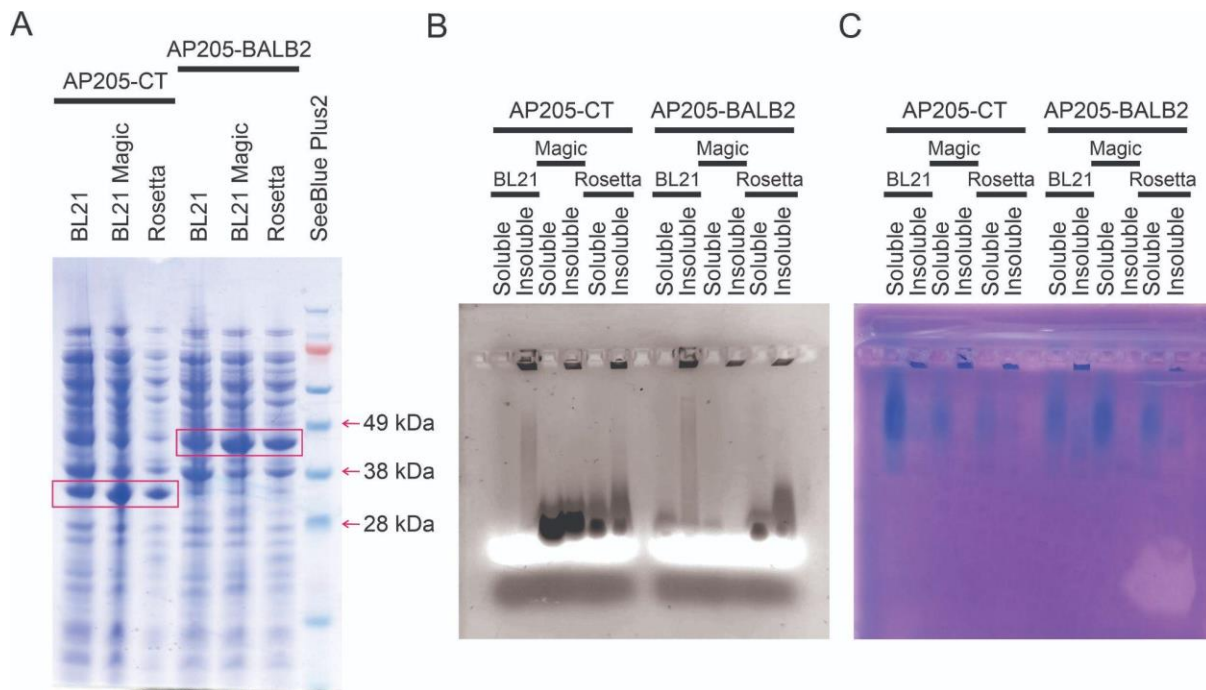 A
AP205-BALB2
AP205-CT
BL21
BL21 Magic
Rosetta
BL21
BL21 Magic
Rosetta
SeeBlue Plus2
49 kDa
38 kDa
28 kDa
B
AP205-CT AP205-BALB2
Magic Magic
BL21 Rosetta BL21 Rosetta
Soluble
Insoluble
Soluble
Insoluble
Soluble
Insoluble
Soluble
Insoluble
Soluble
Insoluble
Soluble
Insoluble
C
AP205-CT AP205-BALB2
Magic Magic
BL21 Rosetta BL21 Rosetta
Soluble
Insoluble
Soluble
Insoluble
Soluble
Insoluble
Soluble
Insoluble
Soluble
Insoluble
Soluble
Insoluble